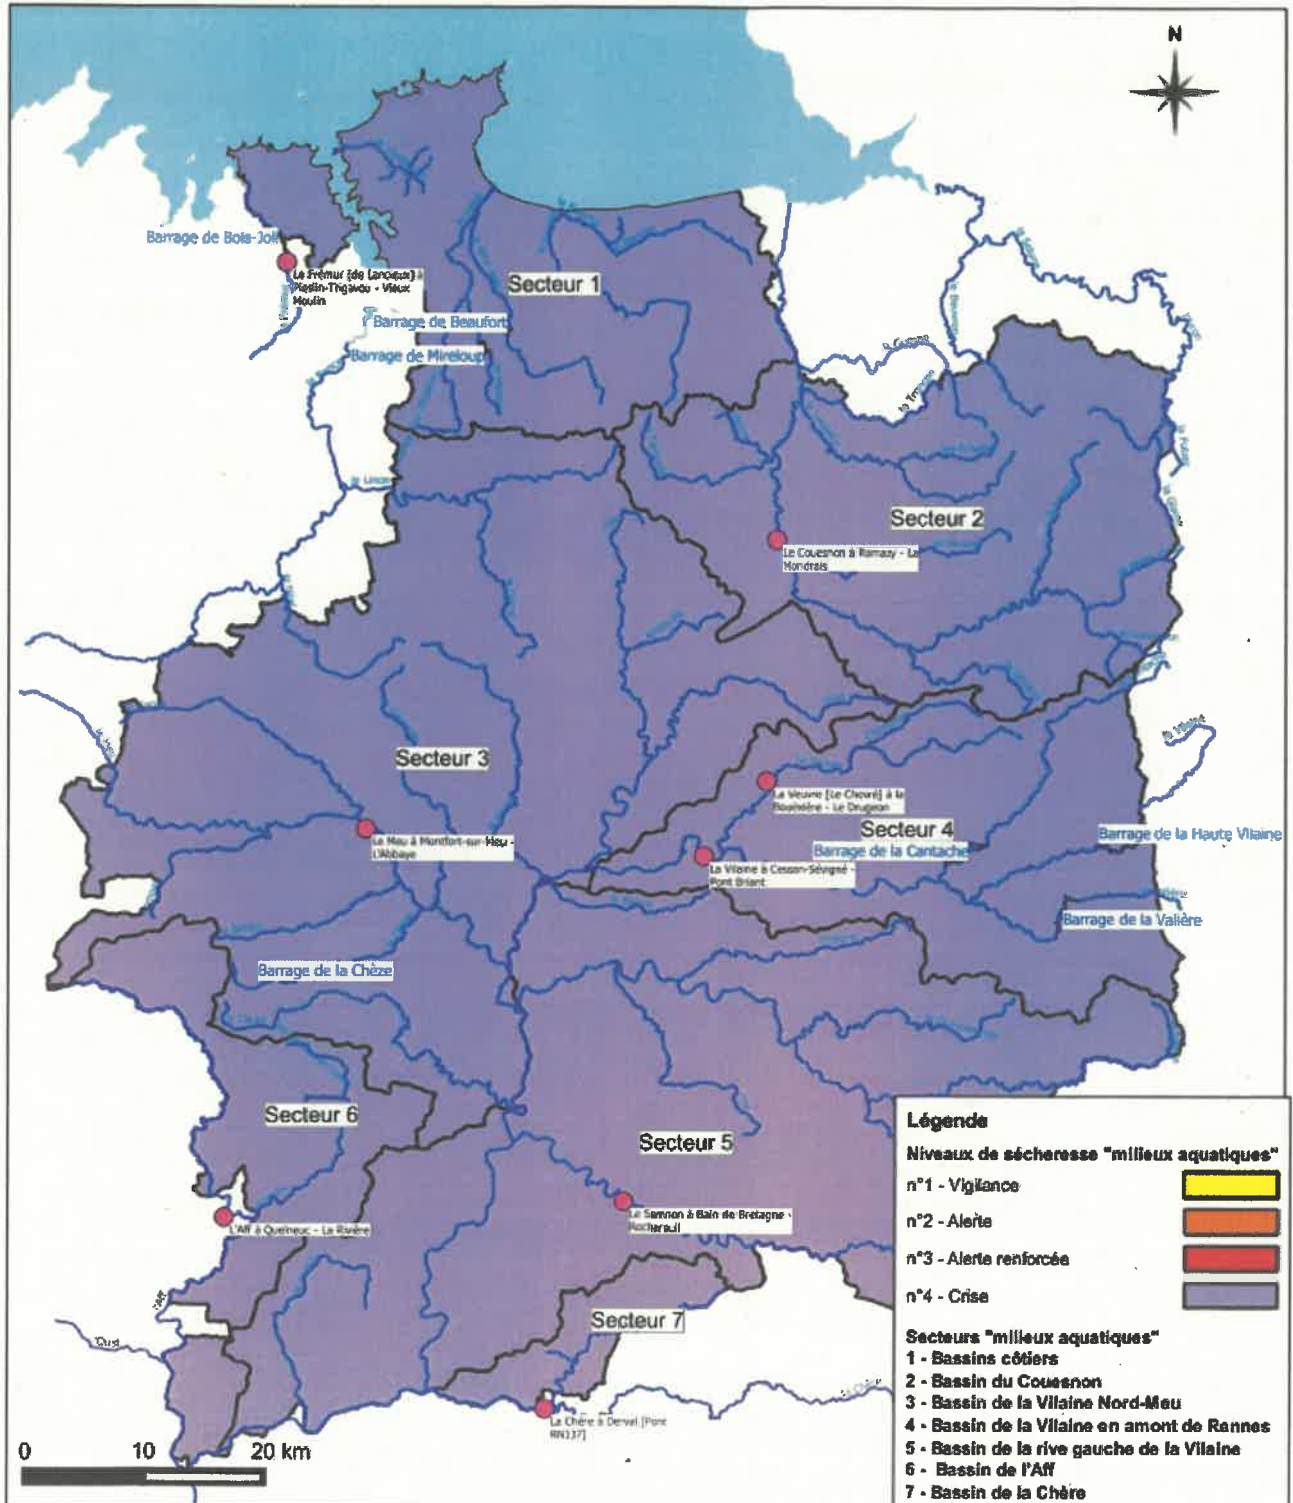 N
Barrage de Bois-Joli
Le Frémur [de Lancieux] à
Pleslin-Trigavou - Vieux
Moulin
Secteur 1
Barrage de Beaufort
Barrage de Mireloup
le Linon
Secteur 2
Le Couesnon à Romazy - La
Mondrais
la Vilaine
Secteur 3
La Veuvre [Le Chevré] à la
Bouëxière - Le Drugeon
Secteur 4
Barrage de la Haute Vilaine
Le Meu à Montfort-sur-Meu -
L'Abbaye
Barrage de la Cantache
La Vilaine à Cesson-Sévigné -
Pont Briant
Barrage de la Valière
Barrage de la Chèze
Secteur 6
Secteur 5
L'Aff à Quelneuc - La Rivière
Le Semnon à Bain de Bretagne -
Rochereuil
Secteur 7
l'Oust
La Chère à Derval [Pont
RN137]
0 10 20 km
Légende
Niveaux de sécheresse "milieux aquatiques"
n°1 - Vigilance
n°2 - Alerte
n°3 - Alerte renforcée
n°4 - Crise
Secteurs "milieux aquatiques"
1 - Bassins côtiers
2 - Bassin du Couesnon
3 - Bassin de la Vilaine Nord-Meu
4 - Bassin de la Vilaine en amont de Rennes
5 - Bassin de la rive gauche de la Vilaine
6 - Bassin de l'Aff
7 - Bassin de la Chère